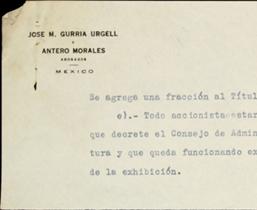 JOSE M. GURRIA URGELL
Y
ANTERO MORALES
ABOGADOS
MEXICO
Se agrega una fracción al Títul
e).- Todo accionista estar
que decrete el Consejo de Admin
tura y que queda funcionando ex
de la exhibición.